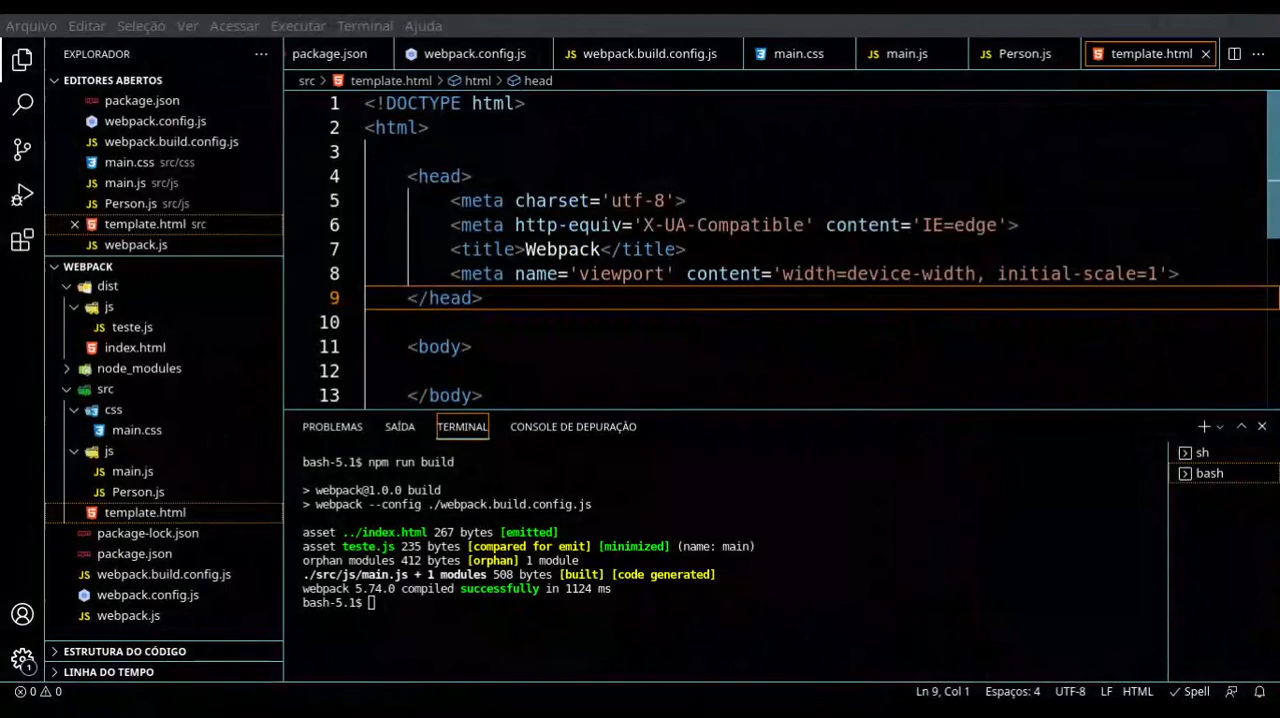 Arquivo Editar Seleção Ver Acessar Executar Terminal Ajuda
EXPLORADOR
package.json webpack.config.js webpack.build.config.js main.css main.js Person.js template.html
src template.html html head
EDITORES ABERTOS
package.json
webpack.config.js
webpack.build.config.js
main.css src/css
main.js src/js
Person.js src/js
template.html src
webpack.js
WEBPACK
dist
js
teste.js
index.html
node_modules
src
css
main.css
js
main.js
Person.js
template.html
package-lock.json
package.json
webpack.build.config.js
webpack.config.js
webpack.js
ESTRUTURA DO CÓDIGO
LINHA DO TEMPO
1 <!DOCTYPE html>
2 <html>
3
4 <head>
5 <meta charset='utf-8'>
6 <meta http-equiv='X-UA-Compatible' content='IE=edge'>
7 <title>Webpack</title>
8 <meta name='viewport' content='width=device-width, initial-scale=1'>
9 </head>
10
11 <body>
12
13 </body>
PROBLEMAS SAÍDA TERMINAL CONSOLE DE DEPURAÇÃO
bash-5.1$ npm run build
> webpack@1.0.0 build
> webpack --config ./webpack.build.config.js
asset ../index.html 267 bytes [emitted]
asset teste.js 235 bytes [compared for emit] [minimized] (name: main)
orphan modules 412 bytes [orphan] 1 module
./src/js/main.js + 1 modules 508 bytes [built] [code generated]
webpack 5.74.0 compiled successfully in 1124 ms
bash-5.1$
sh
bash
1
0 0 Ln 9, Col 1 Espaços: 4 UTF-8 LF HTML Spell